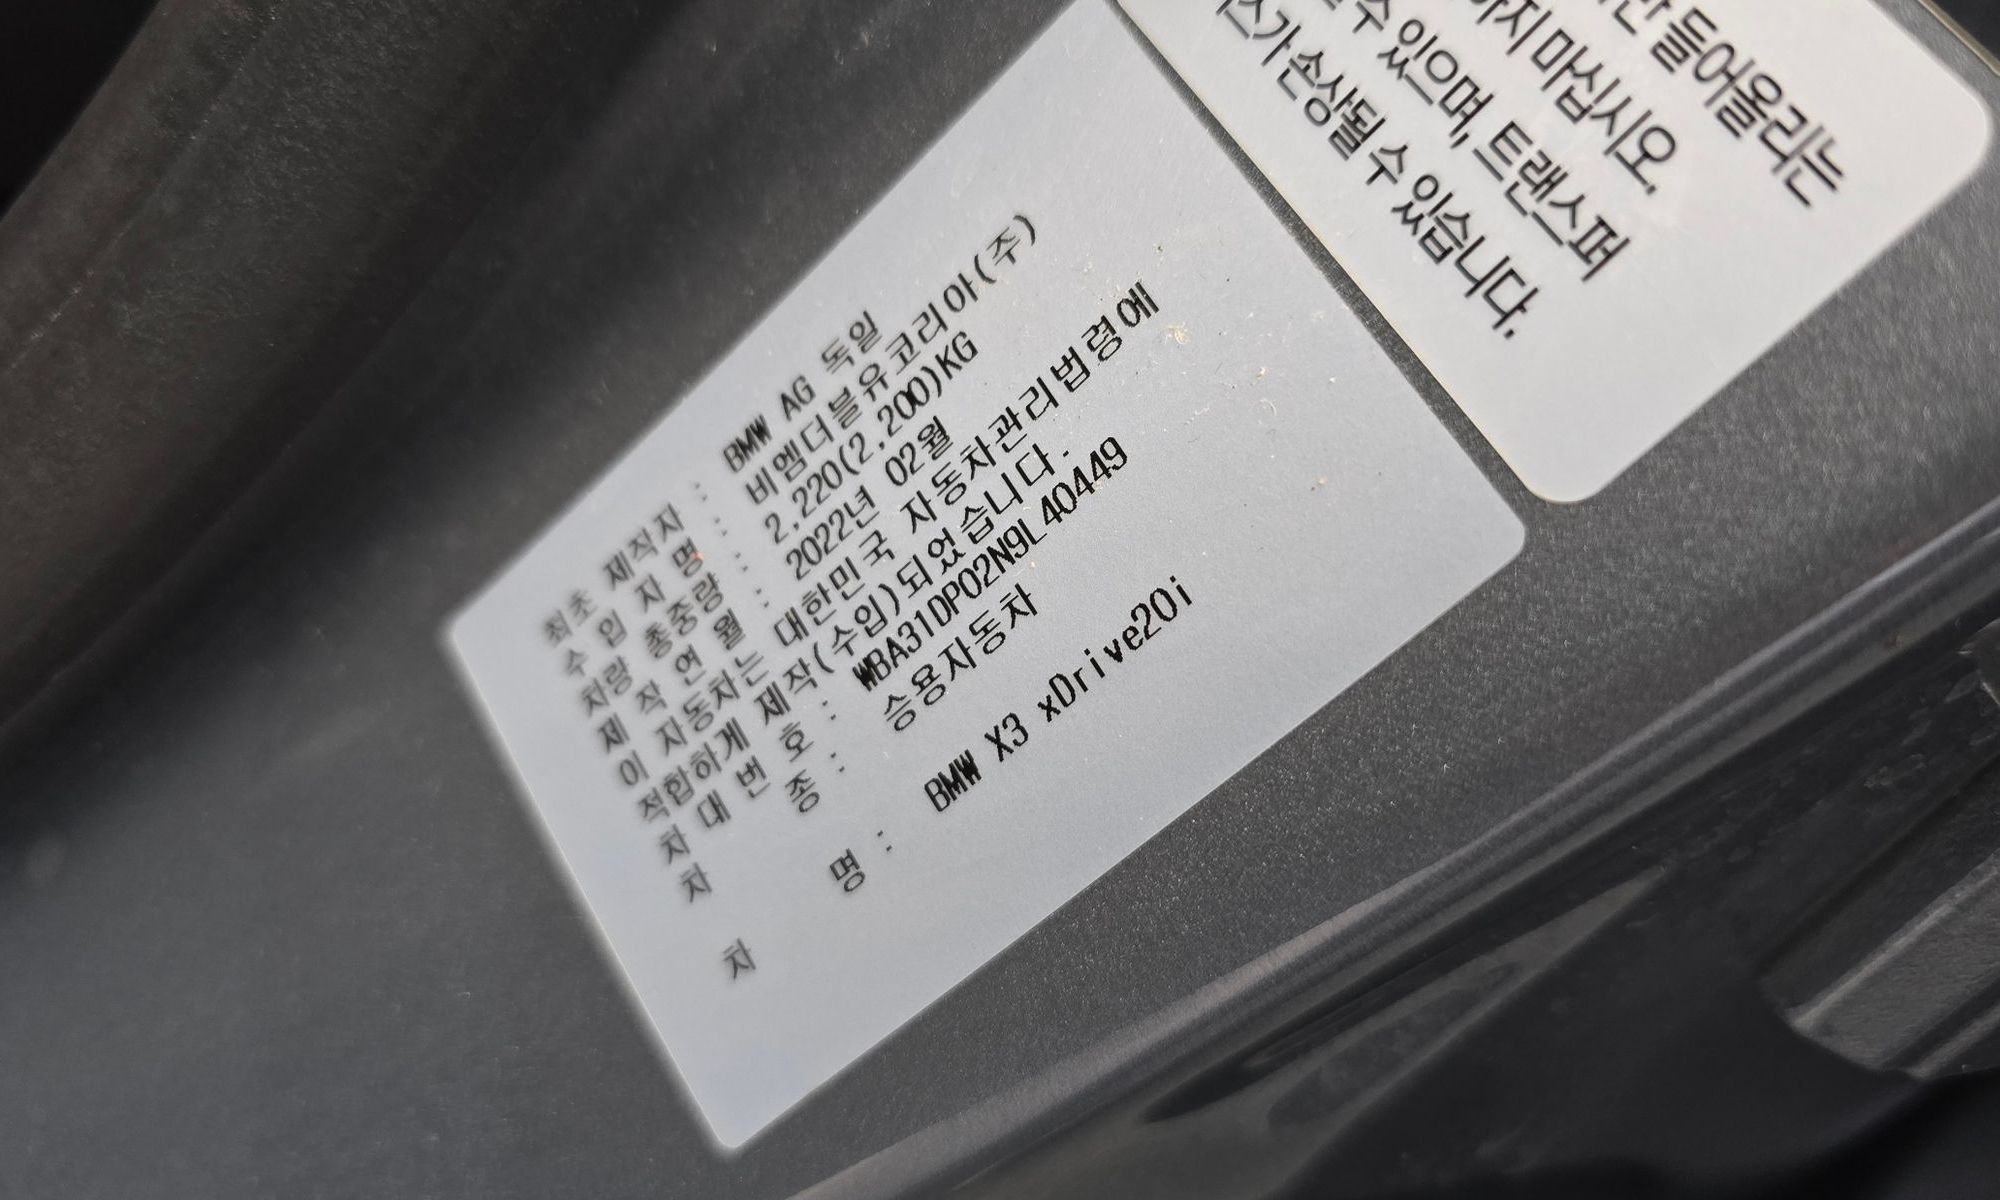 최초 제작자 : BMW AG 독일
수 입 자 명 : 비엠더블유코리아(주)
차량 총중량 : 2,220(2,200)KG
제 작 연 월 : 2022년 02월
이 자동차는 대한민국 자동차관리법령에
적합하게 제작(수입)되었습니다.
차 대 번 호 : WBA31DP02N9L40449
차 종 : 승용자동차
차 명 : BMW X3 xDrive20i
들어올리는
마십시오.
수 있으며, 트랜스퍼
손상될 수 있습니다.